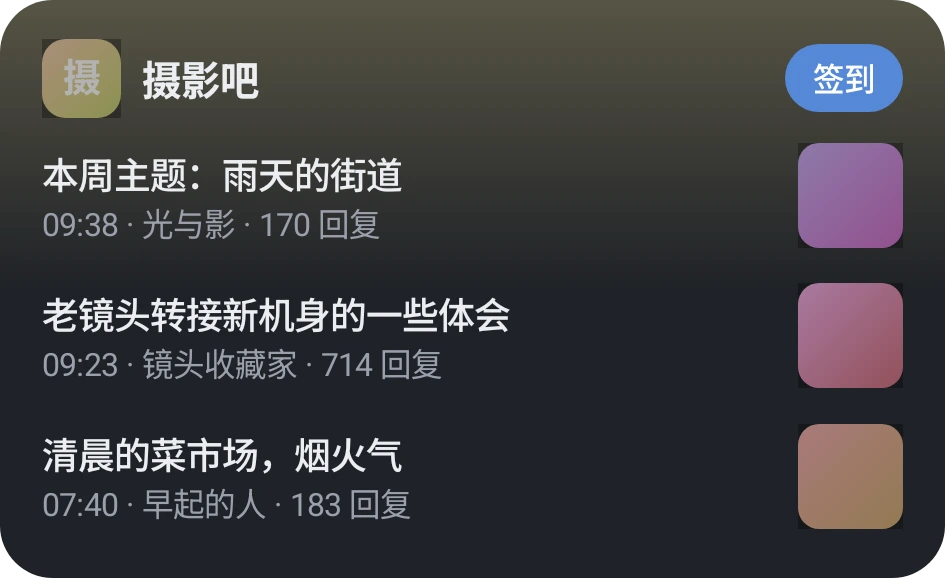 摄
摄影吧
签到
本周主题：雨天的街道
09:38 · 光与影 · 170 回复
老镜头转接新机身的一些体会
09:23 · 镜头收藏家 · 714 回复
清晨的菜市场，烟火气
07:40 · 早起的人 · 183 回复